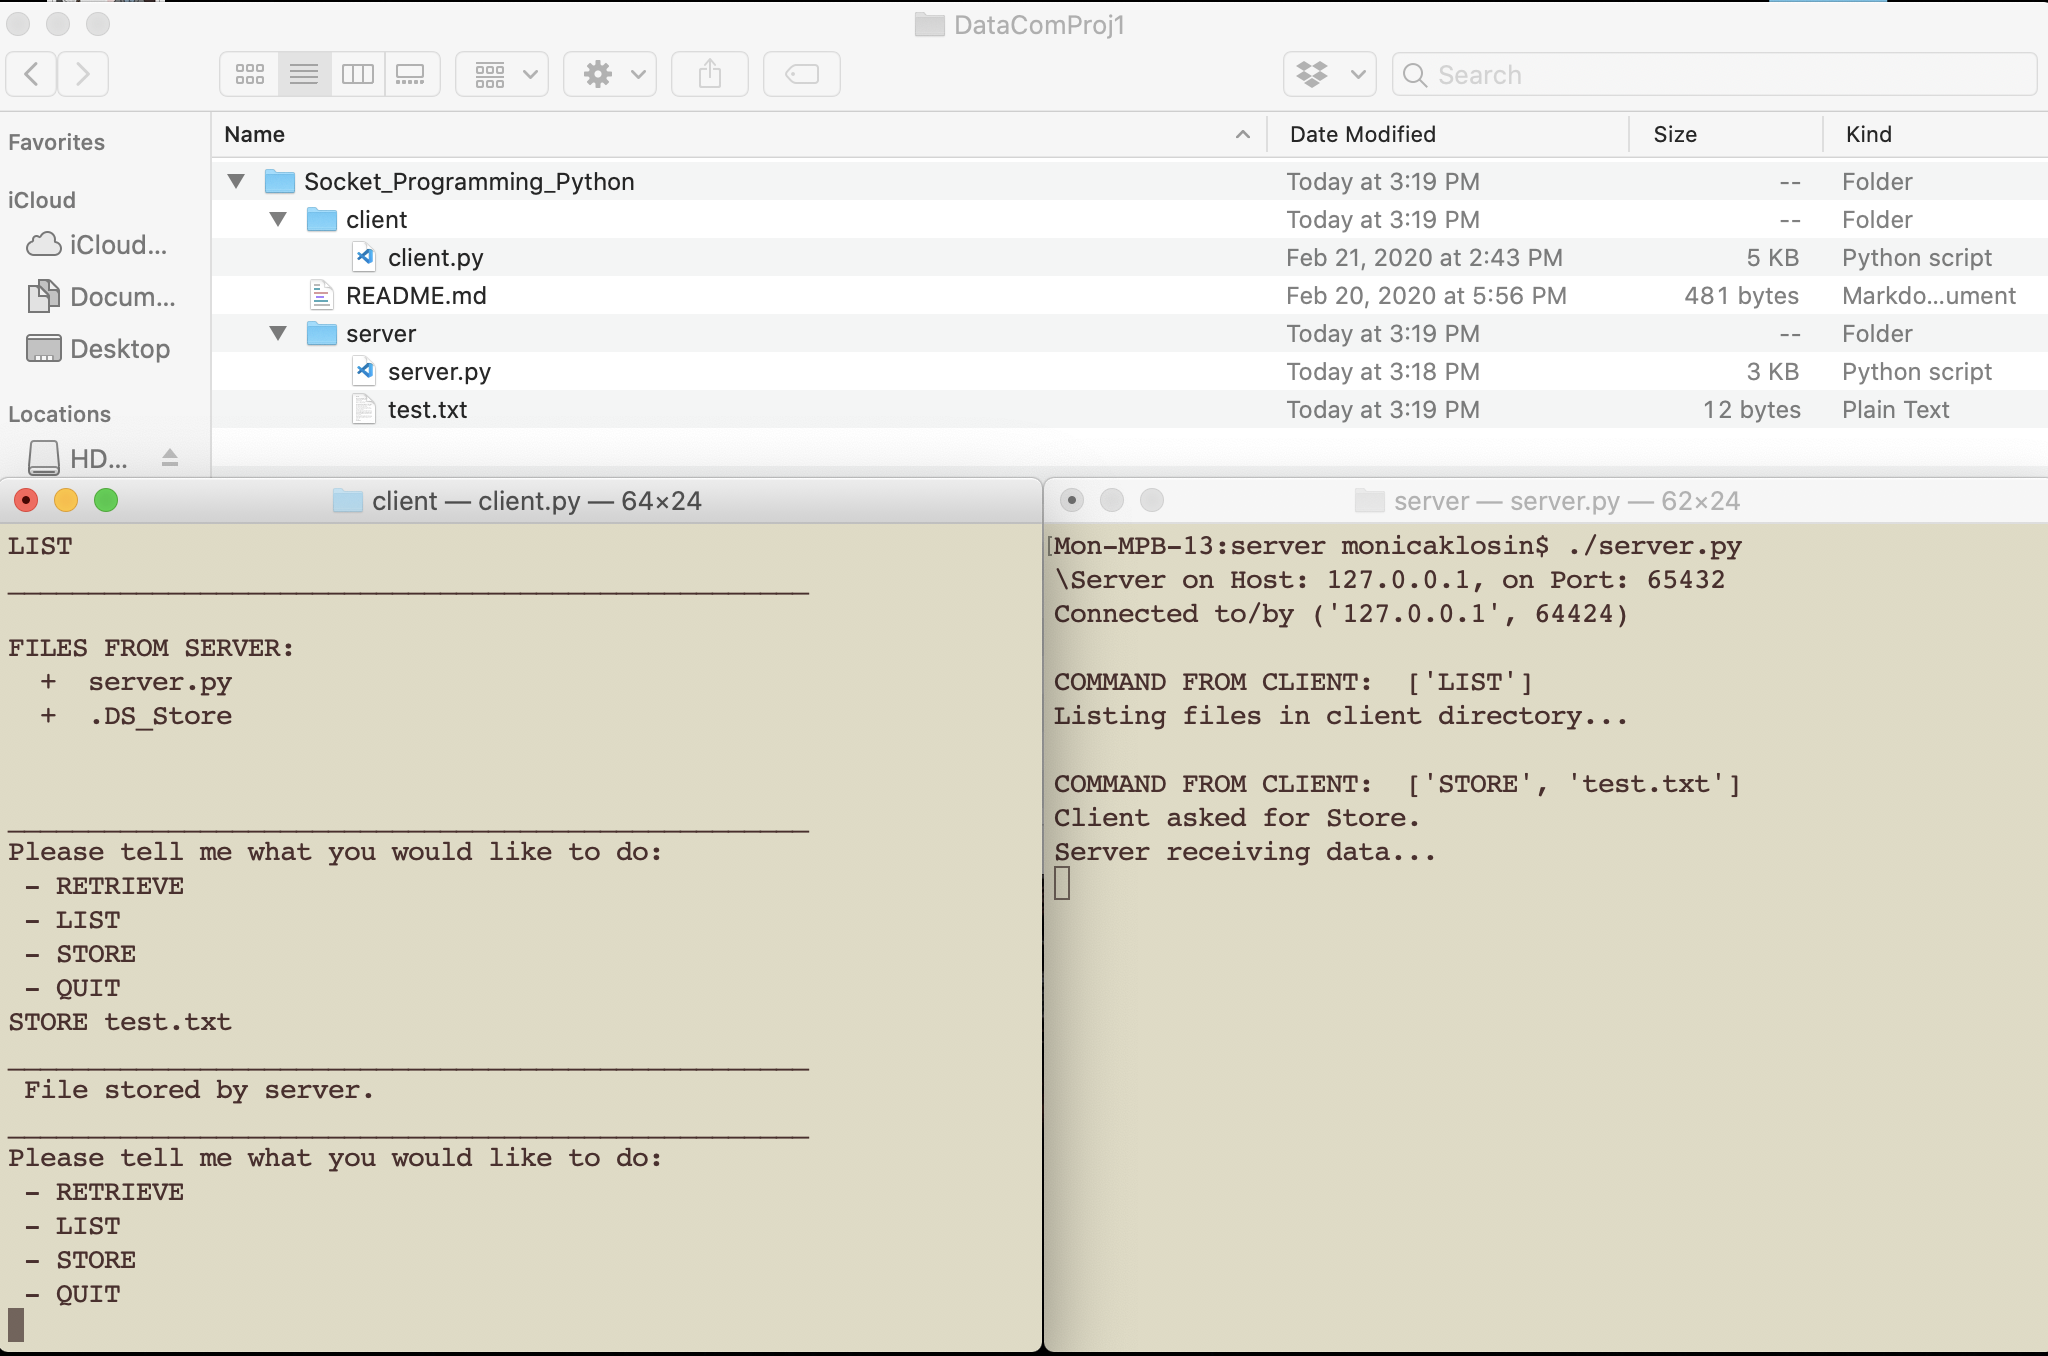 DataComProj1
Search
Favorites
iCloud
iCloud...
Docum...
Desktop
Locations
HD...
Name Date Modified Size Kind
Socket_Programming_Python Today at 3:19 PM -- Folder
client Today at 3:19 PM -- Folder
client.py Feb 21, 2020 at 2:43 PM 5 KB Python script
README.md Feb 20, 2020 at 5:56 PM 481 bytes Markdo...ument
server Today at 3:19 PM -- Folder
server.py Today at 3:18 PM 3 KB Python script
test.txt Today at 3:19 PM 12 bytes Plain Text
client — client.py — 64×24
LIST
__________________________________________________
FILES FROM SERVER:
+ server.py
+ .DS_Store
__________________________________________________
Please tell me what you would like to do:
- RETRIEVE
- LIST
- STORE
- QUIT
STORE test.txt
__________________________________________________
File stored by server.
__________________________________________________
Please tell me what you would like to do:
- RETRIEVE
- LIST
- STORE
- QUIT
server — server.py — 62×24
[Mon-MPB-13:server monicaklosin$ ./server.py
\Server on Host: 127.0.0.1, on Port: 65432
Connected to/by ('127.0.0.1', 64424)
COMMAND FROM CLIENT:  ['LIST']
Listing files in client directory...
COMMAND FROM CLIENT:  ['STORE', 'test.txt']
Client asked for Store.
Server receiving data...